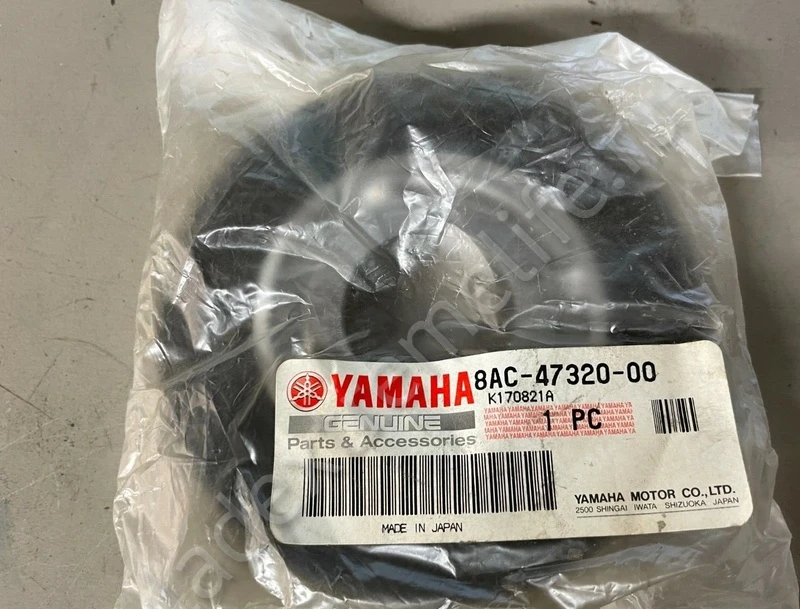 YAMAHA
8AC-47320-00
K170821A
GENUINE
Parts & Accessories
1 PC
MADE IN JAPAN
YAMAHA MOTOR CO.,LTD.
2500 SHINGAI IWATA SHIZUOKA, JAPAN